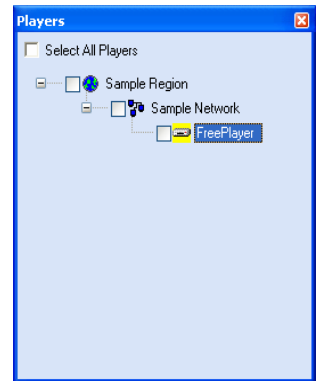 Players
Select All Players
Sample Region
Sample Network
FreePlayer